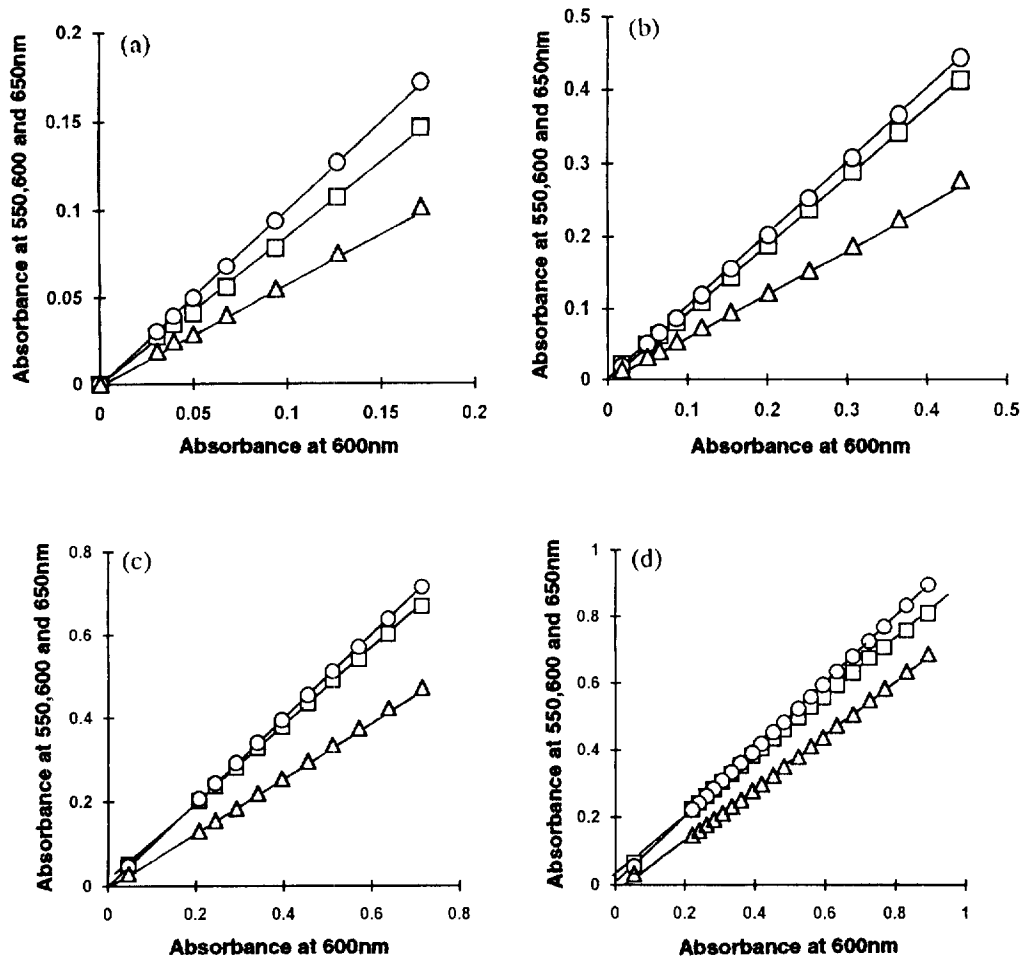 (a)
Absorbance at 550,600 and 650nm
0.2
0.15
0.1
0.05
0
0 0.05 0.1 0.15 0.2
Absorbance at 600nm
(b)
Absorbance at 550,600 and 650nm
0.5
0.4
0.3
0.2
0.1
0
0 0.1 0.2 0.3 0.4 0.5
Absorbance at 600nm
(c)
Absorbance at 550,600 and 650nm
0.8
0.6
0.4
0.2
0
0 0.2 0.4 0.6 0.8
Absorbance at 600nm
(d)
Absorbance at 550,600 and 650nm
1
0.8
0.6
0.4
0.2
0
0 0.2 0.4 0.6 0.8 1
Absorbance at 600nm